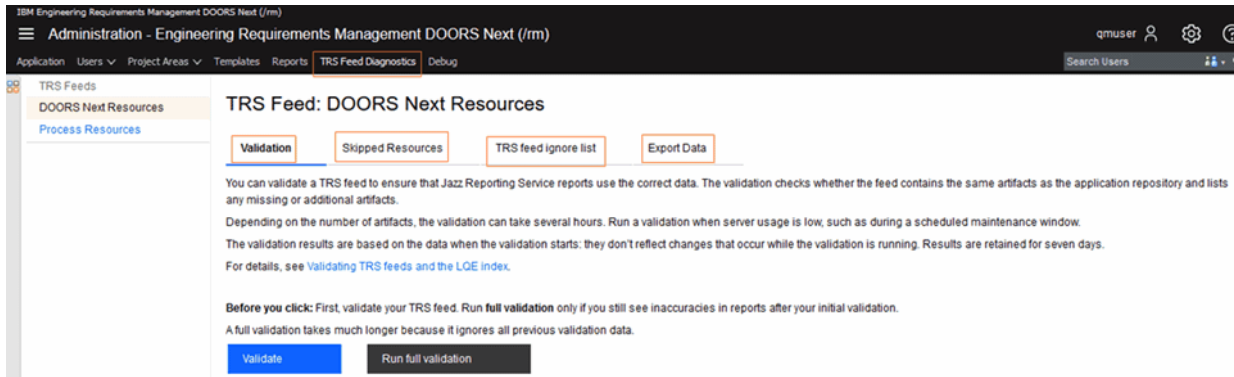 IBM Engineering Requirements Management DOORS Next (/rm)
Administration - Engineering Requirements Management DOORS Next (/rm)
qmuser
Application Users Project Areas Templates Reports TRS Feed Diagnostics Debug
Search Users
TRS Feeds
DOORS Next Resources
Process Resources
TRS Feed: DOORS Next Resources
Validation Skipped Resources TRS feed ignore list Export Data
You can validate a TRS feed to ensure that Jazz Reporting Service reports use the correct data. The validation checks whether the feed contains the same artifacts as the application repository and lists
any missing or additional artifacts.
Depending on the number of artifacts, the validation can take several hours. Run a validation when server usage is low, such as during a scheduled maintenance window.
The validation results are based on the data when the validation starts: they don't reflect changes that occur while the validation is running. Results are retained for seven days.
For details, see Validating TRS feeds and the LQE index.
Before you click: First, validate your TRS feed. Run full validation only if you still see inaccuracies in reports after your initial validation.
A full validation takes much longer because it ignores all previous validation data.
Validate Run full validation